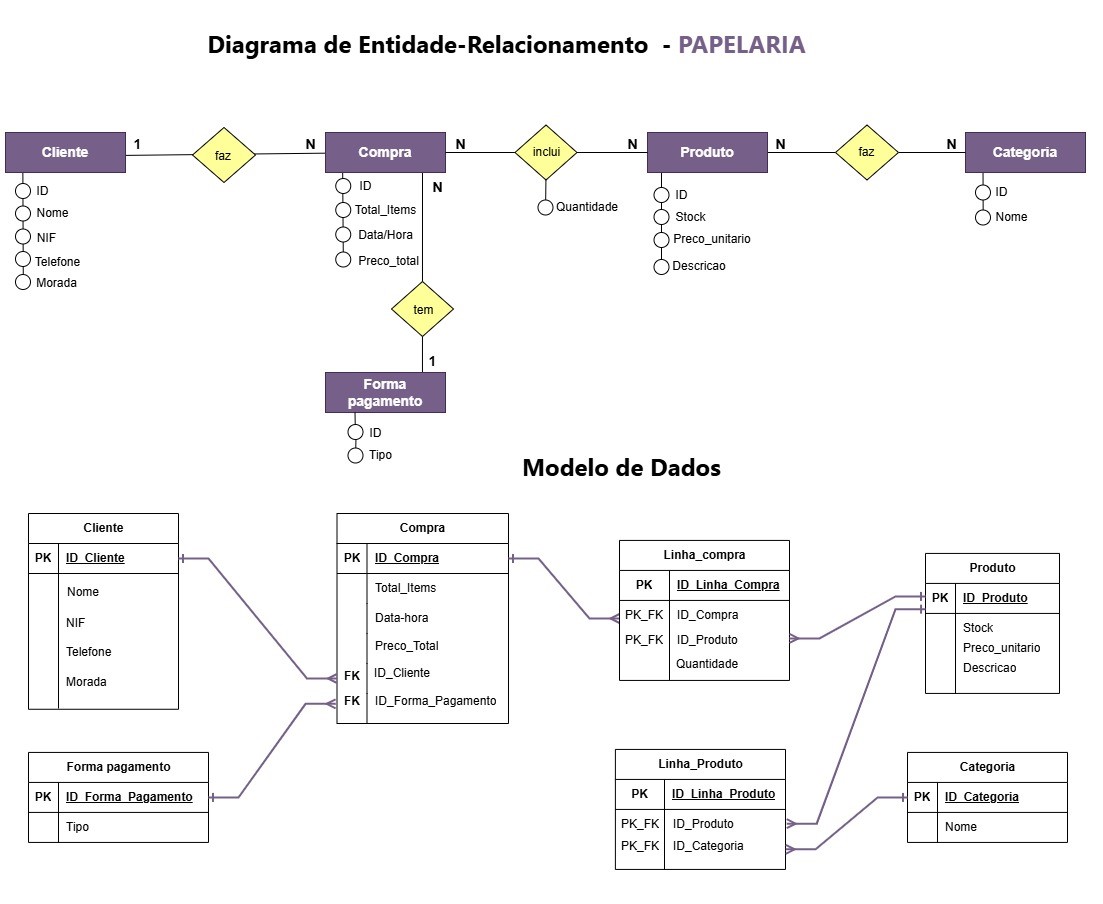 Diagrama de Entidade-Relacionamento - PAPELARIA
Cliente
1
faz
N
Compra
N
inclui
N
Produto
N
faz
N
Categoria
ID
Nome
NIF
Telefone
Morada
ID
Total_Items
Data/Hora
Preco_total
N
Quantidade
ID
Stock
Preco_unitario
Descricao
ID
Nome
tem
1
Forma
pagamento
ID
Tipo
Modelo de Dados
Cliente
PK ID_Cliente
Nome
NIF
Telefone
Morada
Compra
PK ID_Compra
Total_Items
Data-hora
Preco_Total
FK ID_Cliente
FK ID_Forma_Pagamento
Linha_compra
PK ID_Linha_Compra
PK_FK ID_Compra
PK_FK ID_Produto
Quantidade
Produto
PK ID_Produto
Stock
Preco_unitario
Descricao
Forma pagamento
PK ID_Forma_Pagamento
Tipo
Linha_Produto
PK ID_Linha_Produto
PK_FK ID_Produto
PK_FK ID_Categoria
Categoria
PK ID_Categoria
Nome